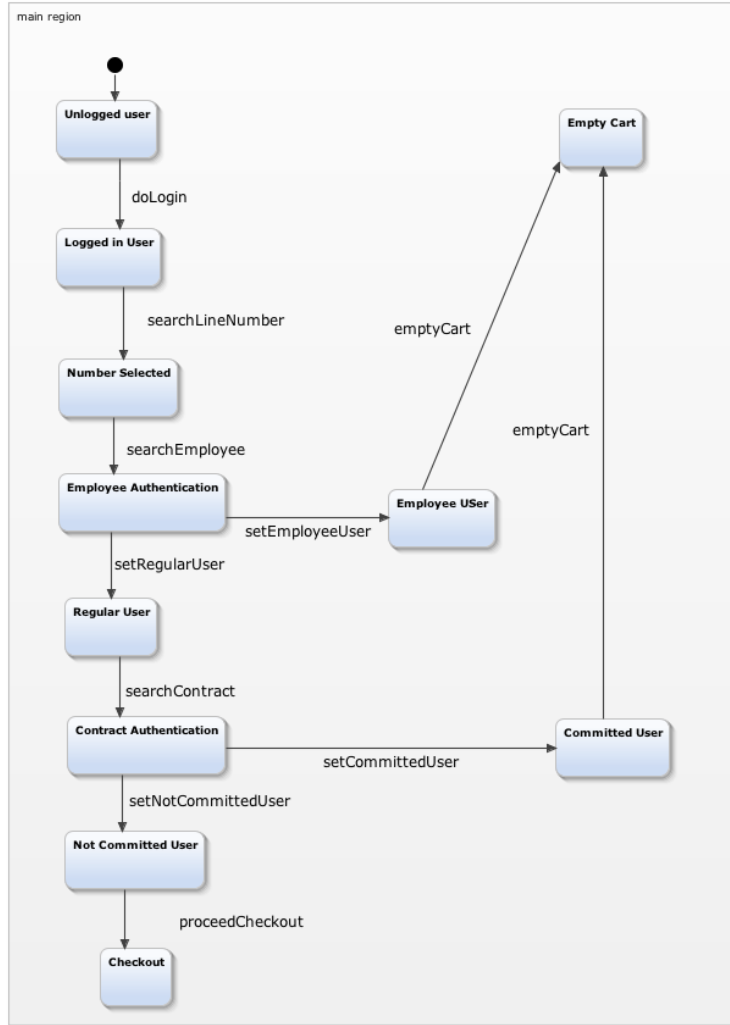 main region
Unlogged user
Empty Cart
doLogin
Logged in User
searchLineNumber
emptyCart
Number Selected
emptyCart
searchEmployee
Employee Authentication
Employee USer
setEmployeeUser
setRegularUser
Regular User
searchContract
Contract Authentication
Committed User
setCommittedUser
setNotCommittedUser
Not Committed User
proceedCheckout
Checkout